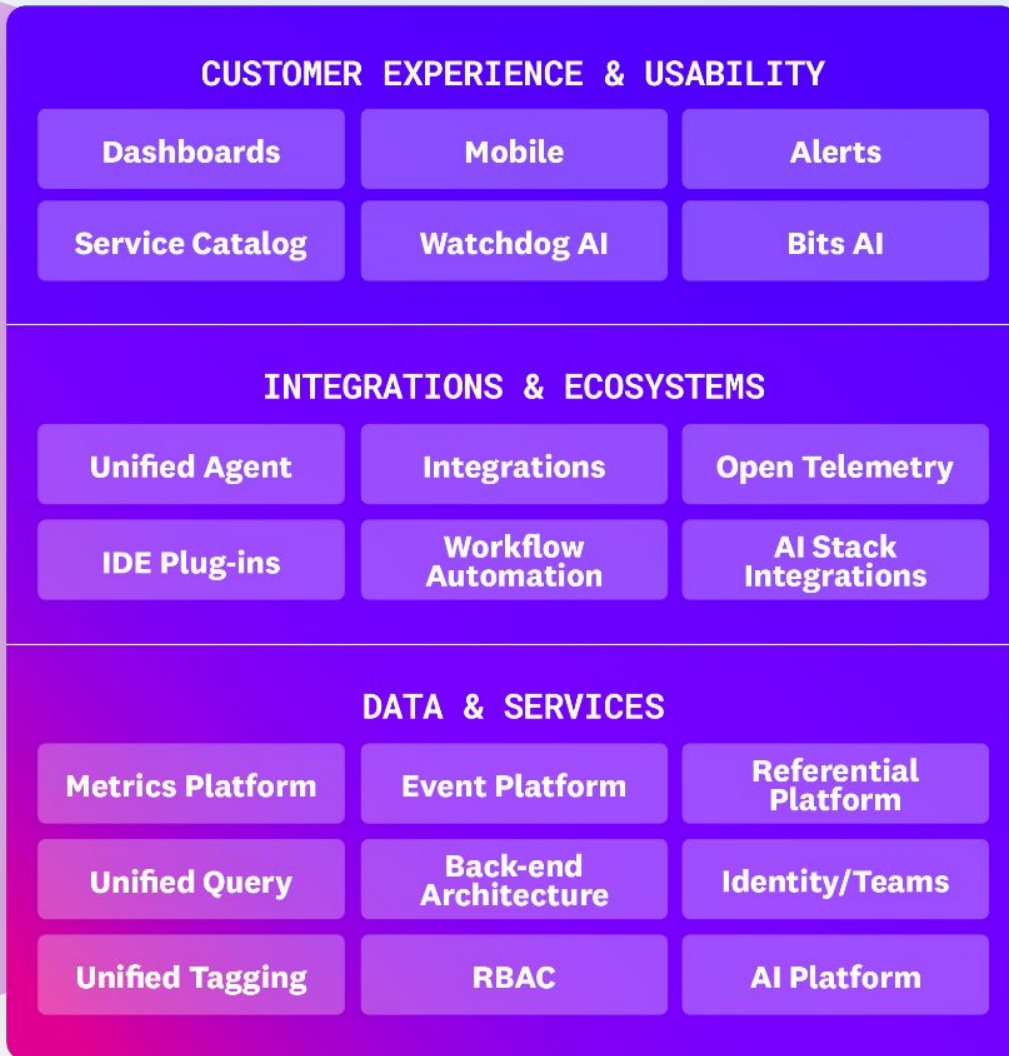 CUSTOMER EXPERIENCE & USABILITY
Dashboards
Mobile
Alerts
Service Catalog
Watchdog AI
Bits AI
INTEGRATIONS & ECOSYSTEMS
Unified Agent
Integrations
Open Telemetry
IDE Plug-ins
Workflow
Automation
AI Stack
Integrations
DATA & SERVICES
Metrics Platform
Event Platform
Referential
Platform
Unified Query
Back-end
Architecture
Identity/Teams
Unified Tagging
RBAC
AI Platform